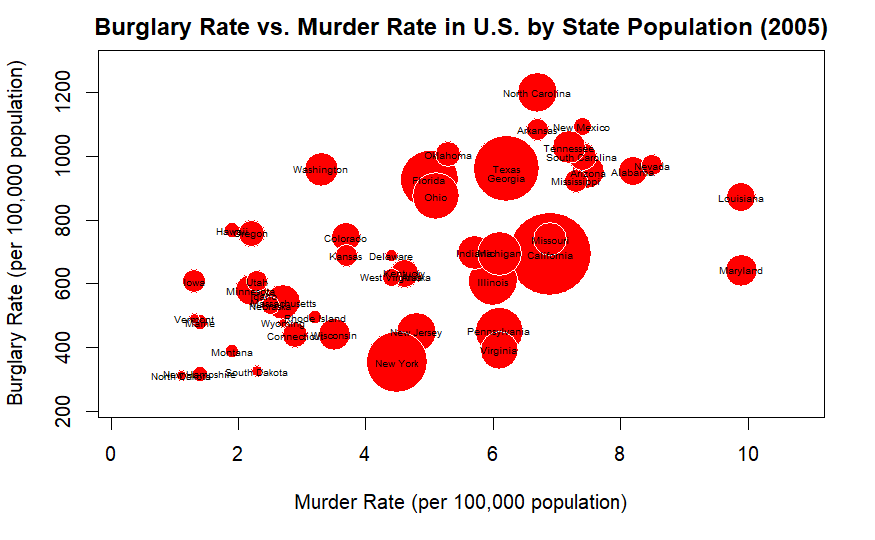 Burglary Rate vs. Murder Rate in U.S. by State Population (2005)
Burglary Rate (per 100,000 population)
1200
1000
800
600
400
200
North Carolina
Arkansas
New Mexico
Tennessee
Oklahoma
South Carolina
Washington
Texas
Nevada
Alabama
Arizona
Georgia
Florida
Mississippi
Ohio
Louisiana
Hawaii
Oregon
Colorado
Missouri
Kansas
Delaware
Indiana
Michigan
California
Maryland
Kentucky
West Virginia
Iowa
Utah
Illinois
Minnesota
Massachusetts
Nebraska
Vermont
Maine
Rhode Island
Wyoming
Connecticut
Wisconsin
New Jersey
Pennsylvania
Montana
Virginia
New York
North Dakota
New Hampshire
South Dakota
0
2
4
6
8
10
Murder Rate (per 100,000 population)